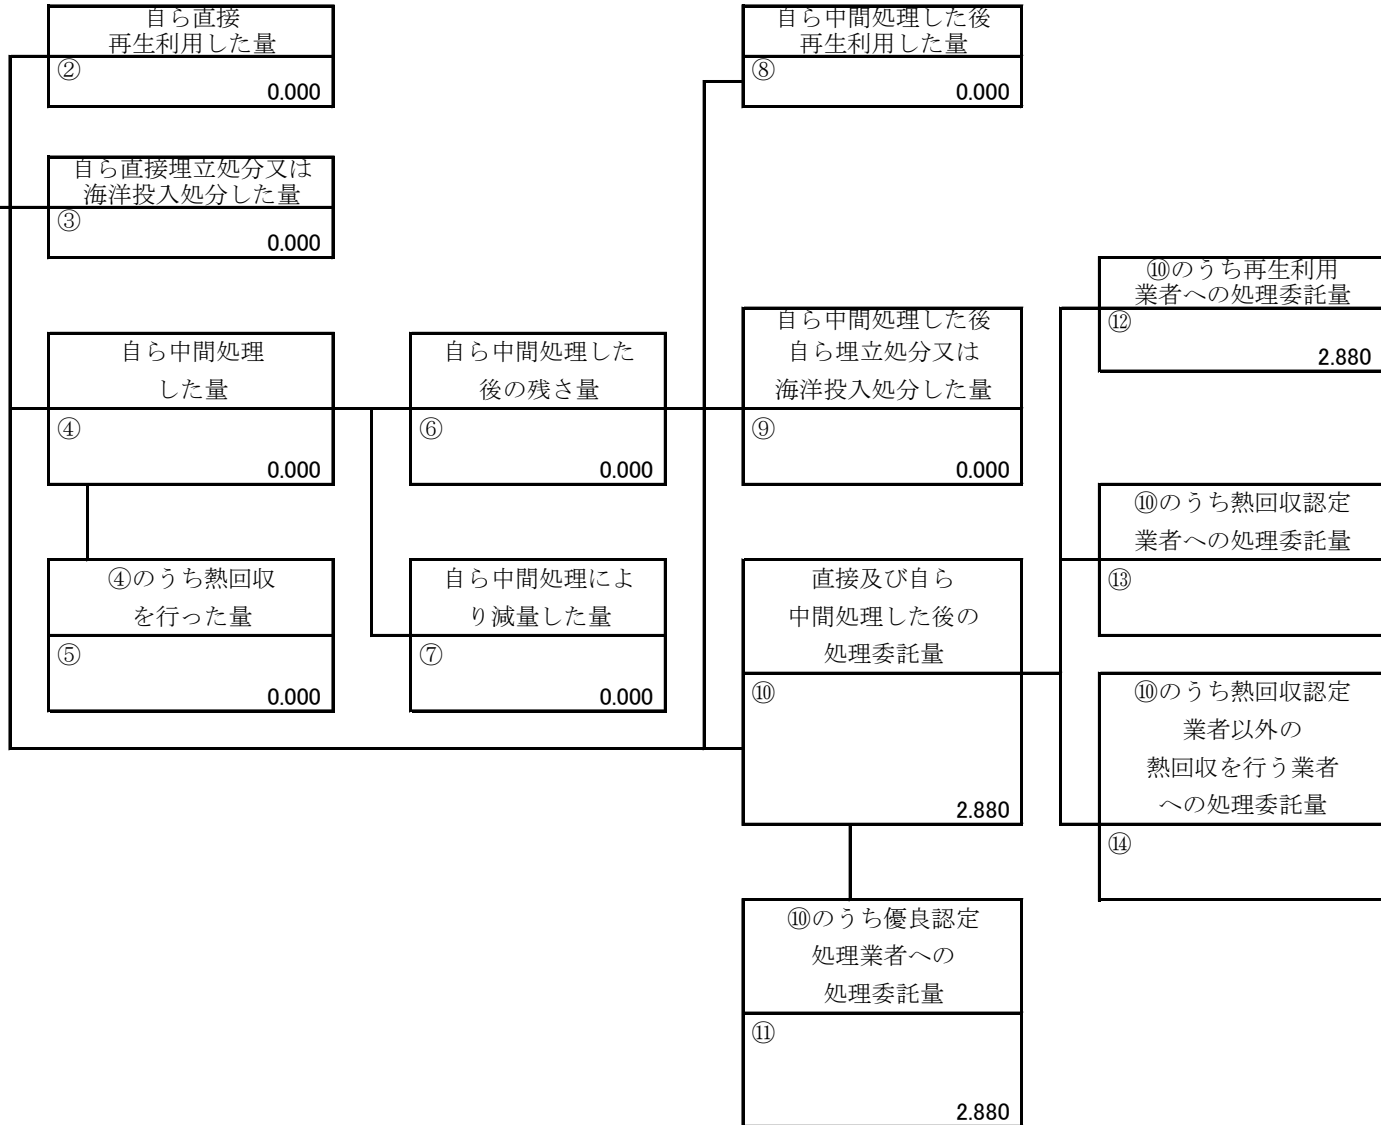 自ら直接
再生利用した量
②
0.000
自ら中間処理した後
再生利用した量
⑧
0.000
自ら直接埋立処分又は
海洋投入処分した量
③
0.000
⑩のうち再生利用
業者への処理委託量
⑫
2.880
自ら中間処理
した量
④
0.000
自ら中間処理した
後の残さ量
⑥
0.000
自ら中間処理した後
自ら埋立処分又は
海洋投入処分した量
⑨
0.000
⑩のうち熱回収認定
業者への処理委託量
⑬
④のうち熱回収
を行った量
⑤
0.000
自ら中間処理によ
り減量した量
⑦
0.000
直接及び自ら
中間処理した後の
処理委託量
⑩
2.880
⑩のうち熱回収認定
業者以外の
熱回収を行う業者
への処理委託量
⑭
⑩のうち優良認定
処理業者への
処理委託量
⑪
2.880